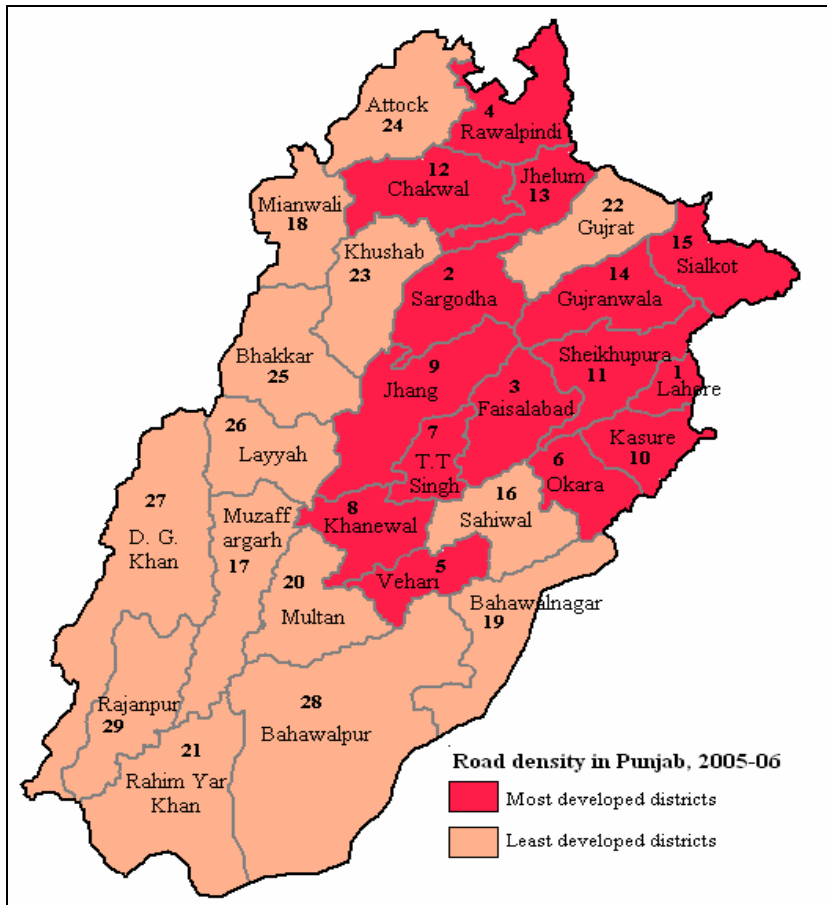 Attock
24
4
Rawalpindi
12
Chakwal
Jhelum
13
Mianwali
18
22
Gujrat
Khushab
23
2
Sargodha
15
Sialkot
14
Gujranwala
Bhakkar
25
9
Jhang
3
Faisalabad
Sheikhupura
11
1
Lahore
26
Layyah
7
T.T
Singh
Kasure
10
6
Okara
27
D. G.
Khan
Muzaff
argarh
17
8
Khanewal
16
Sahiwal
5
Vehari
20
Multan
Bahawalnagar
19
Rajanpur
29
28
Bahawalpur
21
Rahim Yar
Khan
Road density in Punjab, 2005-06
Most developed districts
Least developed districts